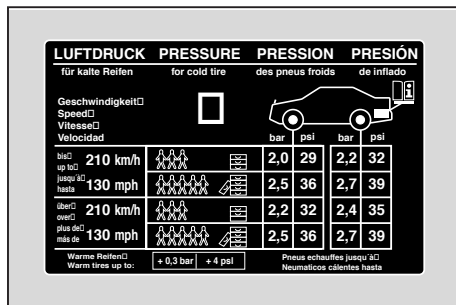 LUFTDRUCK PRESSURE PRESSION PRESIÓN
für kalte Reifen for cold tire des pneus froids de inflado
Geschwindigkeit
Speed
Vitesse
Velocidad
bar psi bar psi
bis
up to
jusqu´à
hasta
210 km/h 2,0 29 2,2 32
130 mph 2,5 36 2,7 39
über
over
plus de
más de
210 km/h 2,2 32 2,4 35
130 mph 2,5 36 2,7 39
Warme Reifen
Warm tires up to:
+ 0,3 bar + 4 psi
Pneus echauffes jusqu´à
Neumaticos cálentes hasta